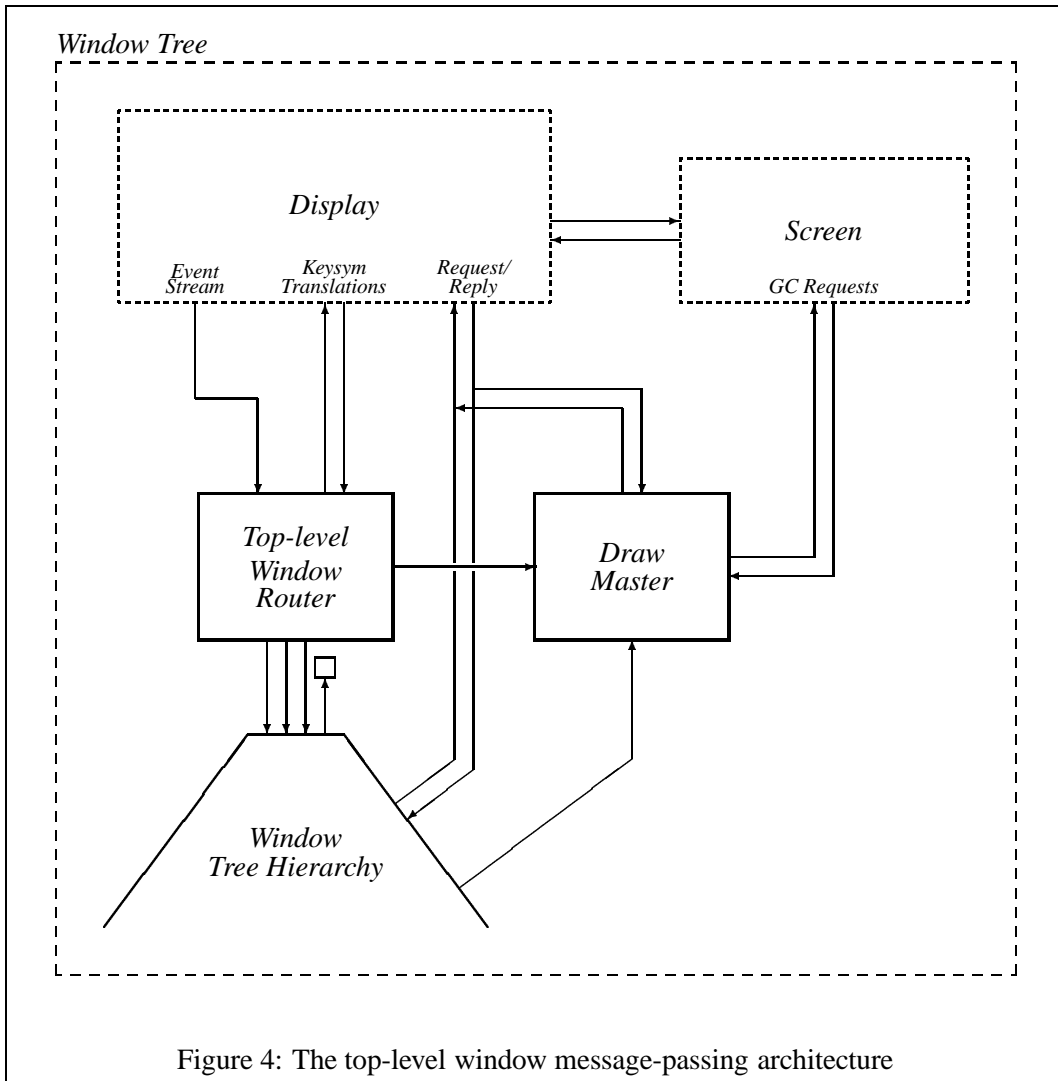 Window Tree
Display
Screen
Event
Stream
Keysym
Translations
Request/
Reply
GC Requests
Top-level
Window
Router
Draw
Master
Window
Tree Hierarchy
Figure 4: The top-level window message-passing architecture